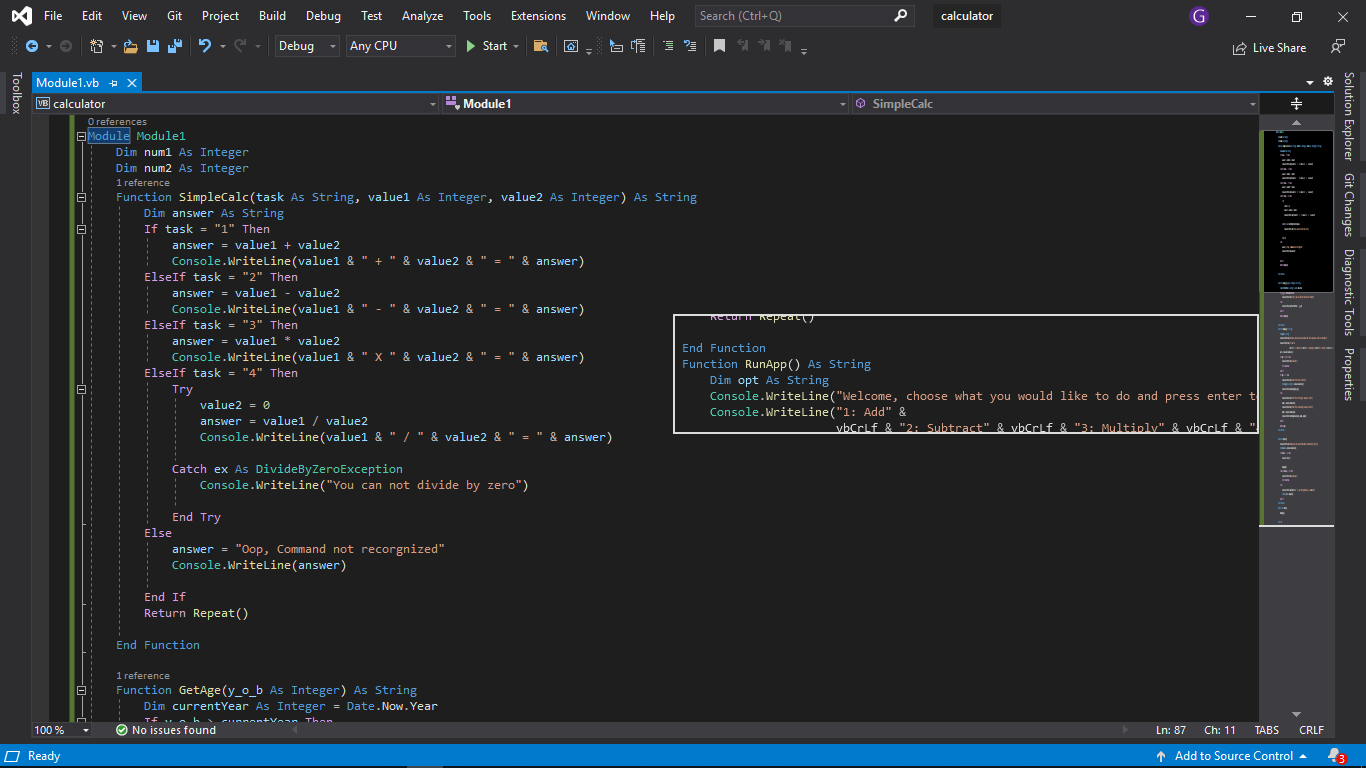 File Edit View Git Project Build Debug Test Analyze Tools Extensions Window Help Search (Ctrl+Q) calculator G
Debug Any CPU Start Live Share
Module1.vb
calculator Module1 SimpleCalc
Toolbox
Solution Explorer
Git Changes
Diagnostic Tools
Properties
0 references
Module Module1
Dim num1 As Integer
Dim num2 As Integer
1 reference
Function SimpleCalc(task As String, value1 As Integer, value2 As Integer) As String
Dim answer As String
If task = "1" Then
answer = value1 + value2
Console.WriteLine(value1 & " + " & value2 & " = " & answer)
ElseIf task = "2" Then
answer = value1 - value2
Console.WriteLine(value1 & " - " & value2 & " = " & answer)
ElseIf task = "3" Then
answer = value1 * value2
Console.WriteLine(value1 & " X " & value2 & " = " & answer)
ElseIf task = "4" Then
Try
value2 = 0
answer = value1 / value2
Console.WriteLine(value1 & " / " & value2 & " = " & answer)
Catch ex As DivideByZeroException
Console.WriteLine("You can not divide by zero")
End Try
Else
answer = "Oop, Command not recorgnized"
Console.WriteLine(answer)
End If
Return Repeat()
End Function
1 reference
Function GetAge(y_o_b As Integer) As String
Dim currentYear As Integer = Date.Now.Year
If y_o_b > currentYear Then
Return Repeat()
End Function
Function RunApp() As String
Dim opt As String
Console.WriteLine("Welcome, choose what you would like to do and press enter t
Console.WriteLine("1: Add" &
vbCrLf & "2: Subtract" & vbCrLf & "3: Multiply" & vbCrLf & "
100 % No issues found Ln: 87 Ch: 11 TABS CRLF
Ready Add to Source Control 3